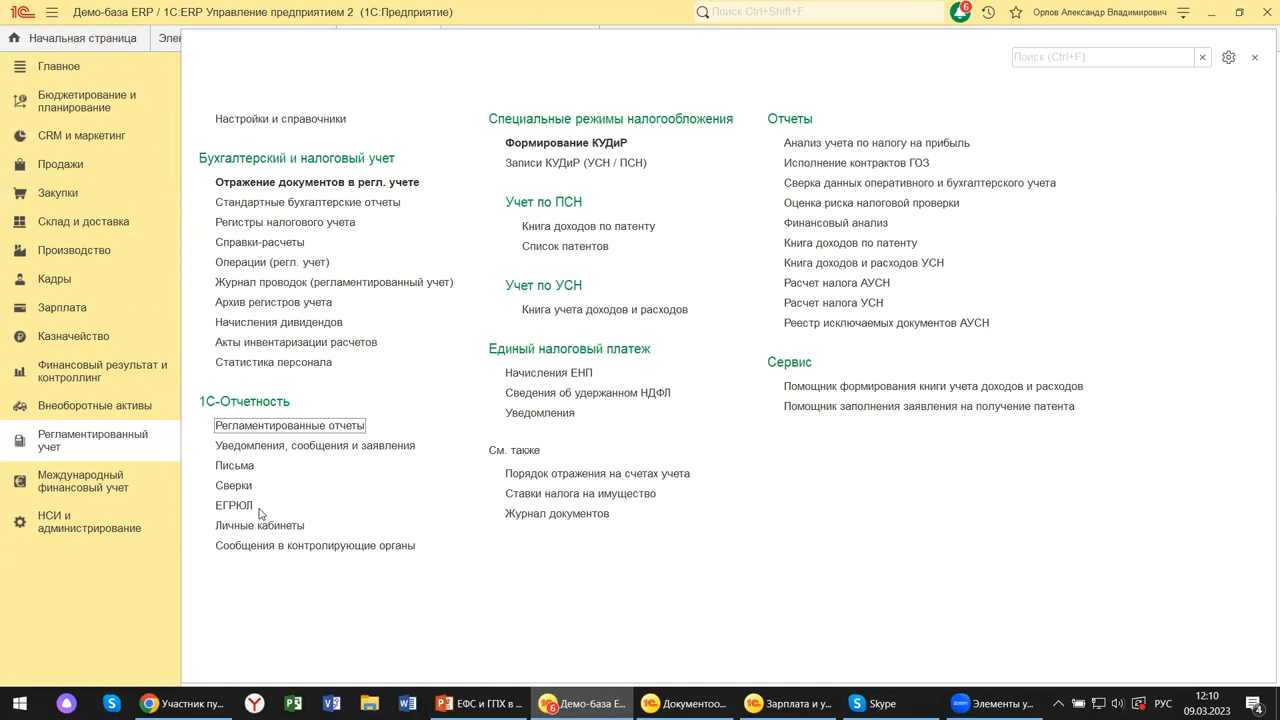 Демо-база ERP / 1C:ERP Управление предприятием 2 (1С:Предприятие)
Поиск Ctrl+Shift+F
6
Орлов Александр Владимирович
Начальная страница
Элен
Главное
Бюджетирование и
планирование
CRM и маркетинг
Продажи
Закупки
Склад и доставка
Производство
Кадры
Зарплата
Казначейство
Финансовый результат и
контроллинг
Внеоборотные активы
Регламентированный
учет
Международный
финансовый учет
НСИ и
администрирование
Поиск (Ctrl+F)
Настройки и справочники
Бухгалтерский и налоговый учет
Отражение документов в регл. учете
Стандартные бухгалтерские отчеты
Регистры налогового учета
Справки-расчеты
Операции (регл. учет)
Журнал проводок (регламентированный учет)
Архив регистров учета
Начисления дивидендов
Акты инвентаризации расчетов
Статистика персонала
1С-Отчетность
Регламентированные отчеты
Уведомления, сообщения и заявления
Письма
Сверки
ЕГРЮЛ
Личные кабинеты
Сообщения в контролирующие органы
Специальные режимы налогообложения
Формирование КУДиР
Записи КУДиР (УСН / ПСН)
Учет по ПСН
Книга доходов по патенту
Список патентов
Учет по УСН
Книга учета доходов и расходов
Единый налоговый платеж
Начисления ЕНП
Сведения об удержанном НДФЛ
Уведомления
См. также
Порядок отражения на счетах учета
Ставки налога на имущество
Журнал документов
Отчеты
Анализ учета по налогу на прибыль
Исполнение контрактов ГОЗ
Сверка данных оперативного и бухгалтерского учета
Оценка риска налоговой проверки
Финансовый анализ
Книга доходов по патенту
Книга доходов и расходов УСН
Расчет налога АУСН
Расчет налога УСН
Реестр исключаемых документов АУСН
Сервис
Помощник формирования книги учета доходов и расходов
Помощник заполнения заявления на получение патента
Участник пу...
ЕФС и ГПХ в ...
6
Демо-база E...
Документоо...
Зарплата и у...
Skype
zoom
Элементы у...
РУС
12:10
09.03.2023
4